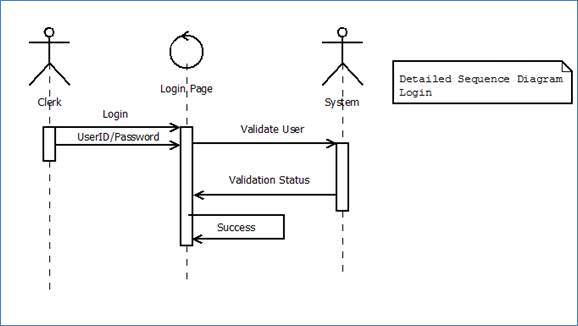 Clerk
Login Page
System
Detailed Sequence Diagram
Login
Login
UserID/Password
Validate User
Validation Status
Success